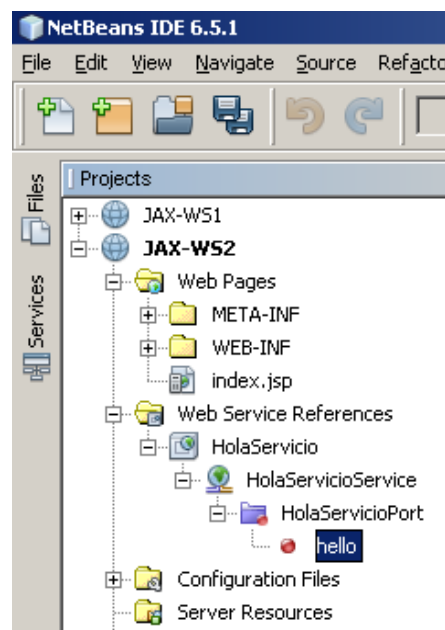 NetBeans IDE 6.5.1
File Edit View Navigate Source Refacto
Projects
Files
Services
JAX-WS1
JAX-WS2
Web Pages
META-INF
WEB-INF
index.jsp
Web Service References
HolaServicio
HolaServicioService
HolaServicioPort
hello
Configuration Files
Server Resources